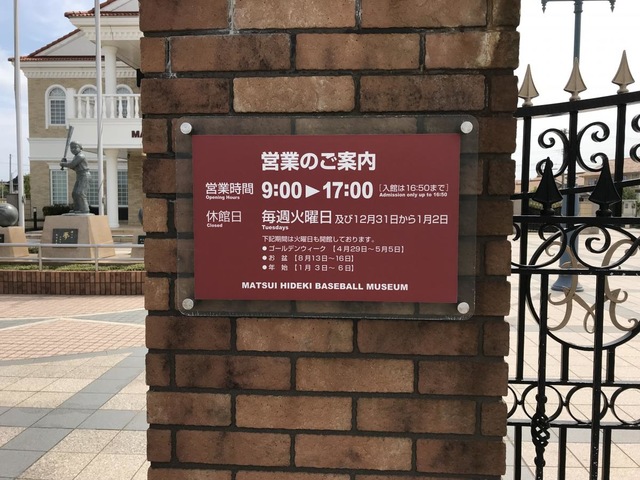 営業のご案内
営業時間 9:00▶17:00 [入館は16:50まで]
Opening Hours Admission only up to 16:50
休館日 毎週火曜日及び12月31日から1月2日
Closed Tuesdays
下記期間は火曜日も開館しております。
●ゴールデンウィーク【4月29日～5月5日】
●お 盆【8月13日～16日】
●年 始【1月 3日～ 6日】
MATSUI HIDEKI BASEBALL MUSEUM